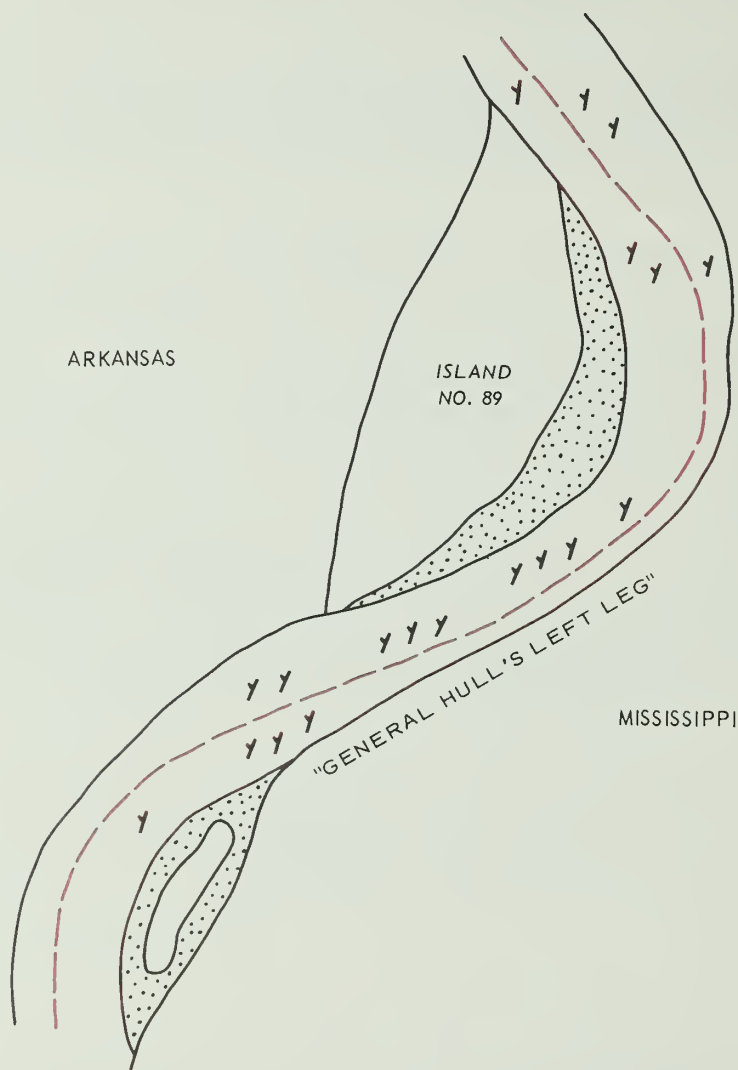 ARKANSAS
ISLAND
NO. 89
"GENERAL HULL'S LEFT LEG"
MISSISSIPPI